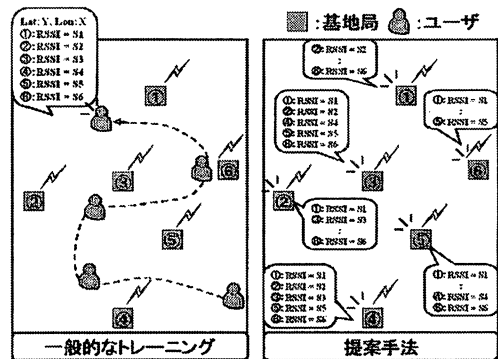 ■:基地局 :ユーザ
Lat: Y, Lon: X
①: RSSI = S1
②: RSSI = S2
③: RSSI = S3
④: RSSI = S4
⑤: RSSI = S5
⑥: RSSI = S6
①
②
③
④
⑤
⑥
一般的なトレーニング
②: RSSI = S2
:
⑥: RSSI = S6
①
①: RSSI = S1
②: RSSI = S2
④: RSSI = S4
⑤: RSSI = S5
⑥: RSSI = S6
③
①: RSSI = S1
:
⑤: RSSI = S5
⑥
②
①: RSSI = S1
③: RSSI = S3
:
⑥: RSSI = S6
⑤
①: RSSI = S1
:
④: RSSI = S4
⑥: RSSI = S6
①: RSSI = S1
②: RSSI = S2
③: RSSI = S3
⑤: RSSI = S5
⑥: RSSI = S6
④
提案手法